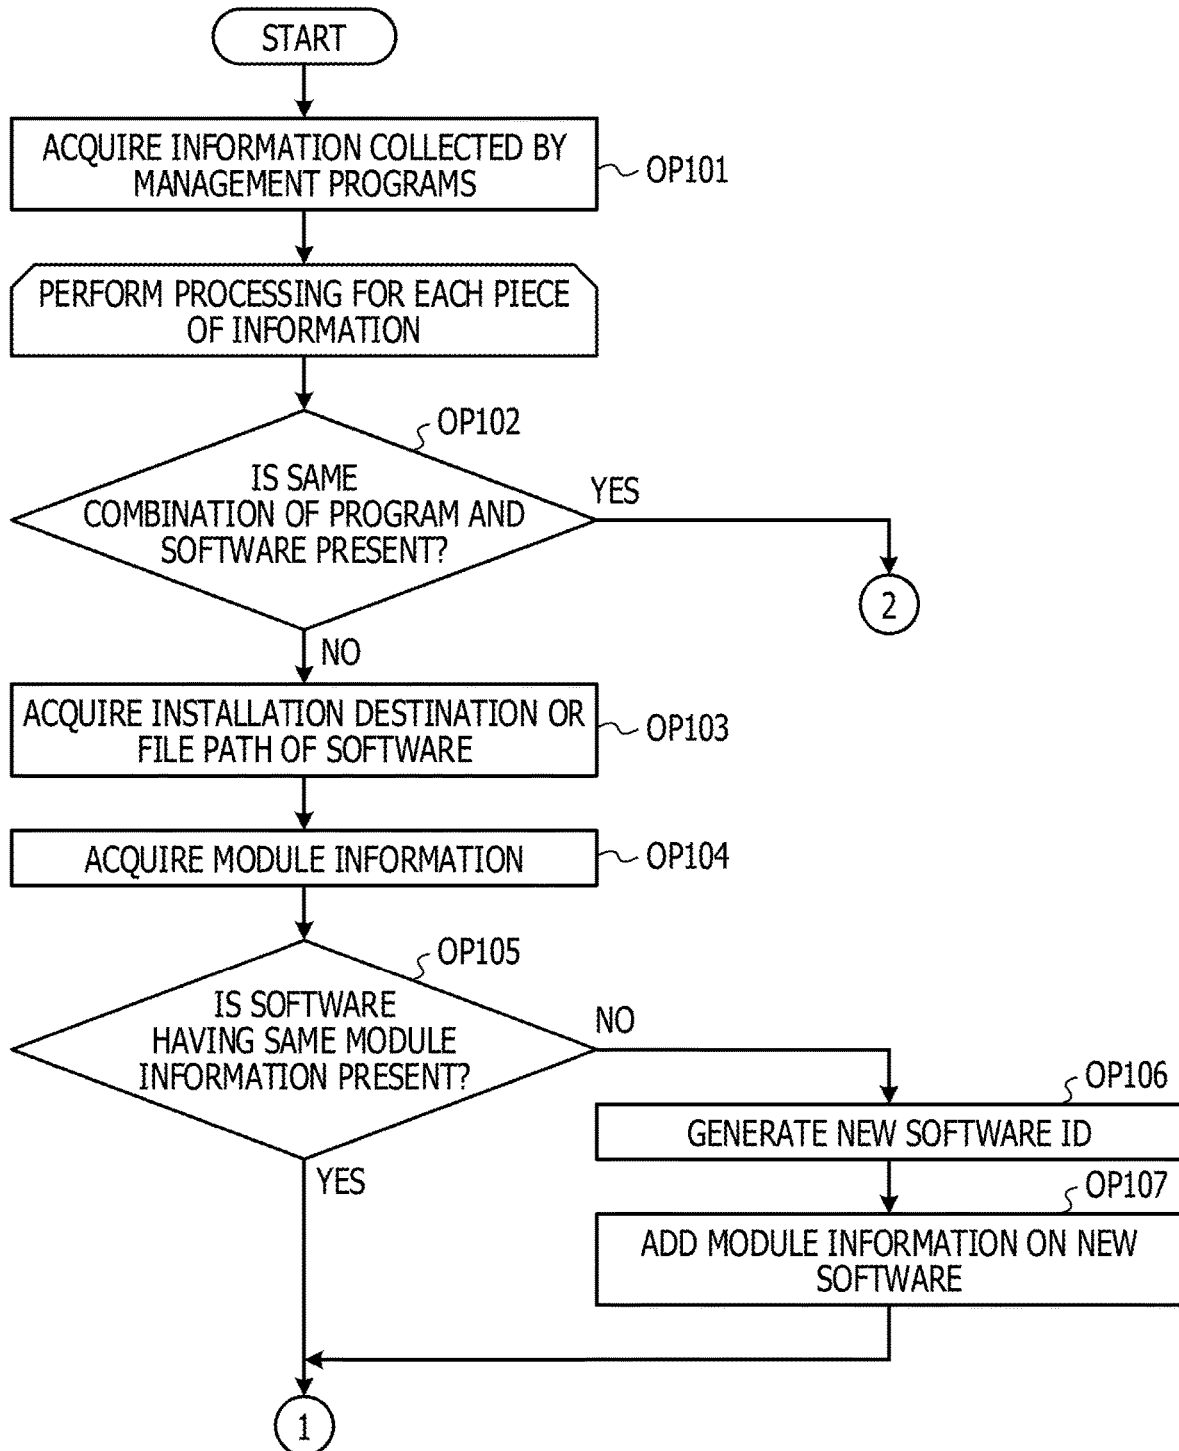 START
ACQUIRE INFORMATION COLLECTED BY
MANAGEMENT PROGRAMS
OP101
PERFORM PROCESSING FOR EACH PIECE
OF INFORMATION
OP102
IS SAME
COMBINATION OF PROGRAM AND
SOFTWARE PRESENT?
YES
2
NO
ACQUIRE INSTALLATION DESTINATION OR
FILE PATH OF SOFTWARE
OP103
ACQUIRE MODULE INFORMATION
OP104
OP105
IS SOFTWARE
HAVING SAME MODULE
INFORMATION PRESENT?
NO
OP106
GENERATE NEW SOFTWARE ID
YES
OP107
ADD MODULE INFORMATION ON NEW
SOFTWARE
1